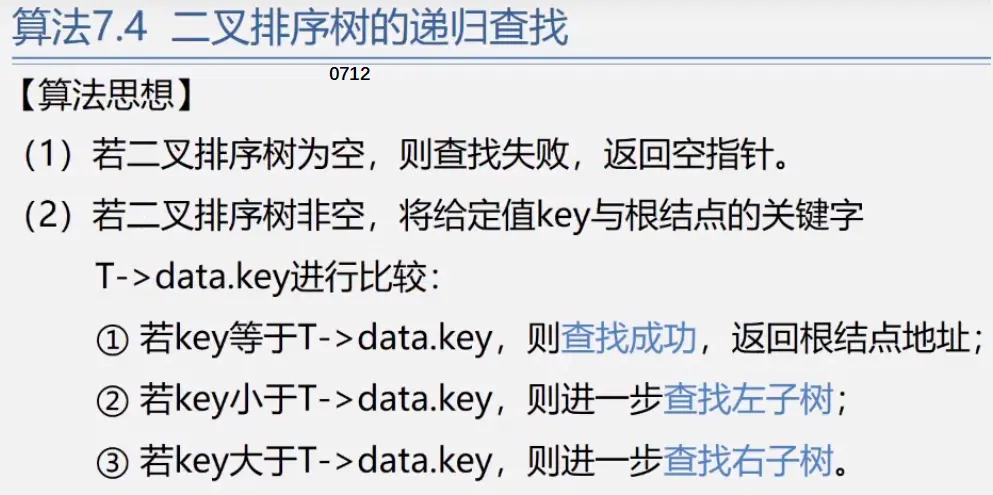 算法7.4 二叉排序树的递归查找
0712
【算法思想】
（1）若二叉排序树为空，则查找失败，返回空指针。
（2）若二叉排序树非空，将给定值key与根结点的关键字
T->data.key进行比较：
① 若key等于T->data.key，则查找成功，返回根结点地址；
② 若key小于T->data.key，则进一步查找左子树；
③ 若key大于T->data.key，则进一步查找右子树。